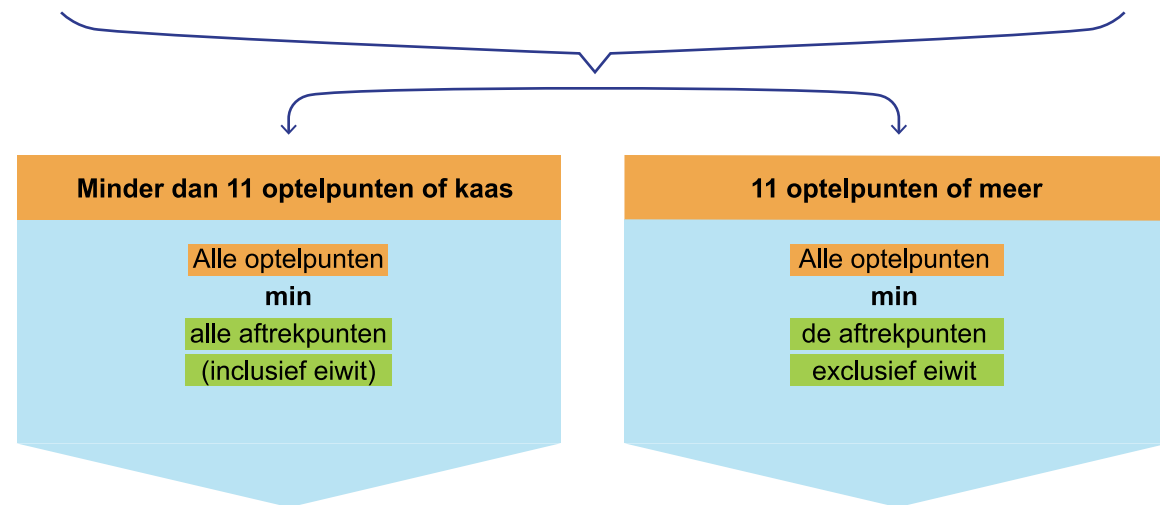 Minder dan 11 optelpunten of kaas
Alle optelpunten
min
alle aftrekpunten
(inclusief eiwit)
11 optelpunten of meer
Alle optelpunten
min
de aftrekpunten
exclusief eiwit